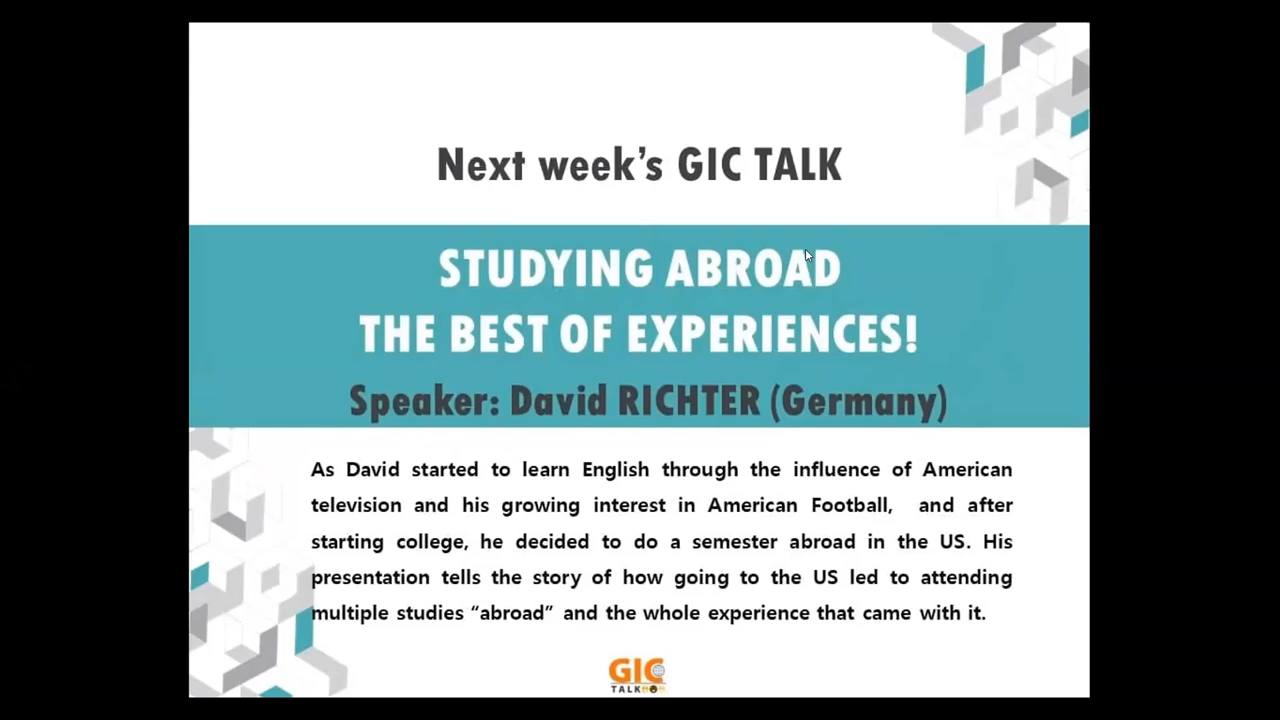 Next week’s GIC TALK
STUDYING ABROAD
THE BEST OF EXPERIENCES!
Speaker: David RICHTER (Germany)
As David started to learn English through the influence of American
television and his growing interest in American Football, and after
starting college, he decided to do a semester abroad in the US. His
presentation tells the story of how going to the US led to attending
multiple studies “abroad” and the whole experience that came with it.
GIC
TALK